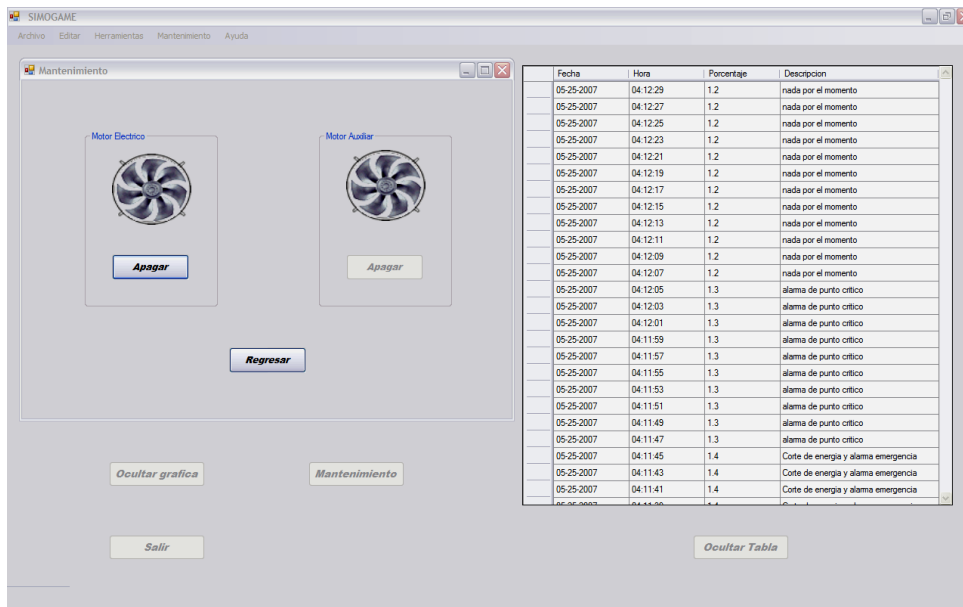 SIMOGAME
Archivo Editar Herramientas Mantenimiento Ayuda
Mantenimiento
Motor Electrico
Motor Auxiliar
Apagar
Apagar
Regresar
Ocultar grafica
Mantenimiento
Salir
Fecha Hora Porcentaje Descripcion
05-25-2007 04:12:29 1.2 nada por el momento
05-25-2007 04:12:27 1.2 nada por el momento
05-25-2007 04:12:25 1.2 nada por el momento
05-25-2007 04:12:23 1.2 nada por el momento
05-25-2007 04:12:21 1.2 nada por el momento
05-25-2007 04:12:19 1.2 nada por el momento
05-25-2007 04:12:17 1.2 nada por el momento
05-25-2007 04:12:15 1.2 nada por el momento
05-25-2007 04:12:13 1.2 nada por el momento
05-25-2007 04:12:11 1.2 nada por el momento
05-25-2007 04:12:09 1.2 nada por el momento
05-25-2007 04:12:07 1.2 nada por el momento
05-25-2007 04:12:05 1.3 alarma de punto critico
05-25-2007 04:12:03 1.3 alarma de punto critico
05-25-2007 04:12:01 1.3 alarma de punto critico
05-25-2007 04:11:59 1.3 alarma de punto critico
05-25-2007 04:11:57 1.3 alarma de punto critico
05-25-2007 04:11:55 1.3 alarma de punto critico
05-25-2007 04:11:53 1.3 alarma de punto critico
05-25-2007 04:11:51 1.3 alarma de punto critico
05-25-2007 04:11:49 1.3 alarma de punto critico
05-25-2007 04:11:47 1.3 alarma de punto critico
05-25-2007 04:11:45 1.4 Corte de energia y alarma emergencia
05-25-2007 04:11:43 1.4 Corte de energia y alarma emergencia
05-25-2007 04:11:41 1.4 Corte de energia y alarma emergencia
Ocultar Tabla